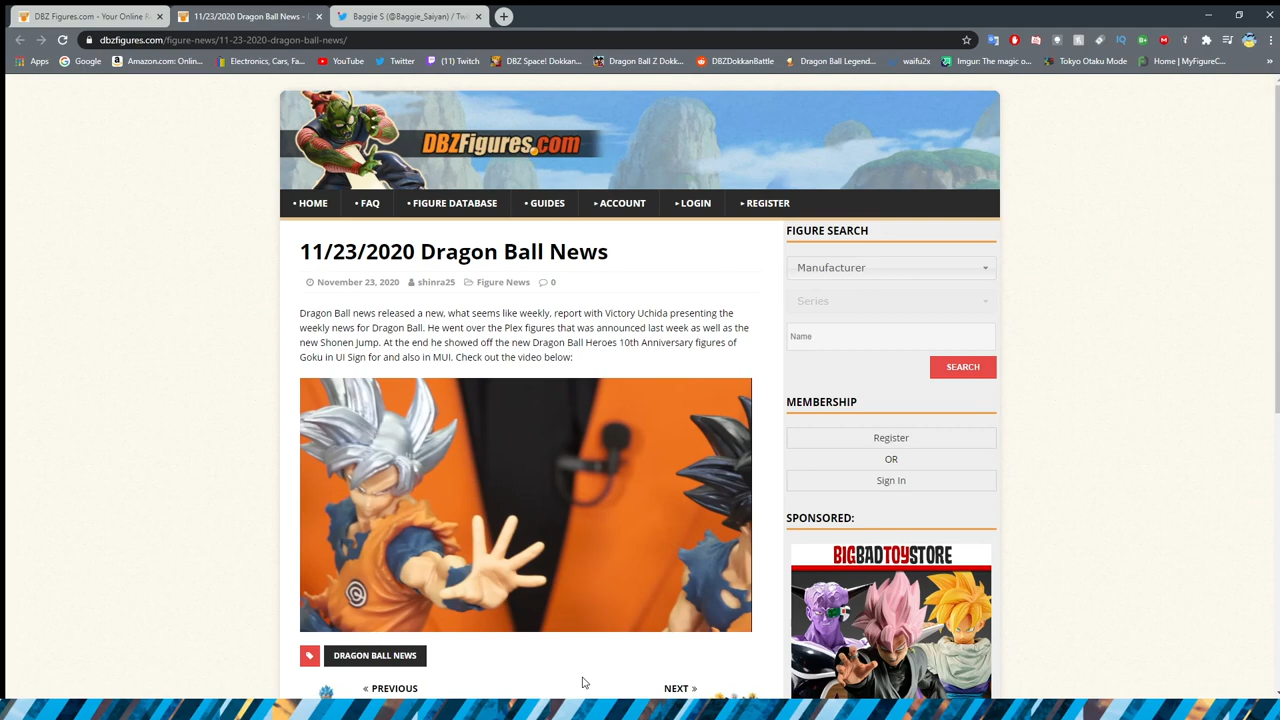 DBZ Figures.com - Your Online R
11/23/2020 Dragon Ball News -
Baggie S (@Baggie_Saiyan) / Twi
dbzfigures.com/figure-news/11-23-2020-dragon-ball-news/
Apps
Google
Amazon.com: Onlin...
Electronics, Cars, Fa...
YouTube
Twitter
(11) Twitch
DBZ Space! Dokkan...
Dragon Ball Z Dokk...
DBZDokkanBattle
Dragon Ball Legend...
waifu2x
Imgur: The magic o...
Tokyo Otaku Mode
Home | MyFigureC...
DBZFigures.com
• HOME
• FAQ
• FIGURE DATABASE
• GUIDES
▸ ACCOUNT
▸ LOGIN
▸ REGISTER
11/23/2020 Dragon Ball News
November 23, 2020 shinra25 Figure News 0
Dragon Ball news released a new, what seems like weekly, report with Victory Uchida presenting the
weekly news for Dragon Ball. He went over the Plex figures that was announced last week as well as the
new Shonen Jump. At the end he showed off the new Dragon Ball Heroes 10th Anniversary figures of
Goku in UI Sign for and also in MUI. Check out the video below:
DRAGON BALL NEWS
« PREVIOUS
NEXT »
FIGURE SEARCH
Manufacturer
Series
Name
SEARCH
MEMBERSHIP
Register
OR
Sign In
SPONSORED:
BIGBADTOYSTORE